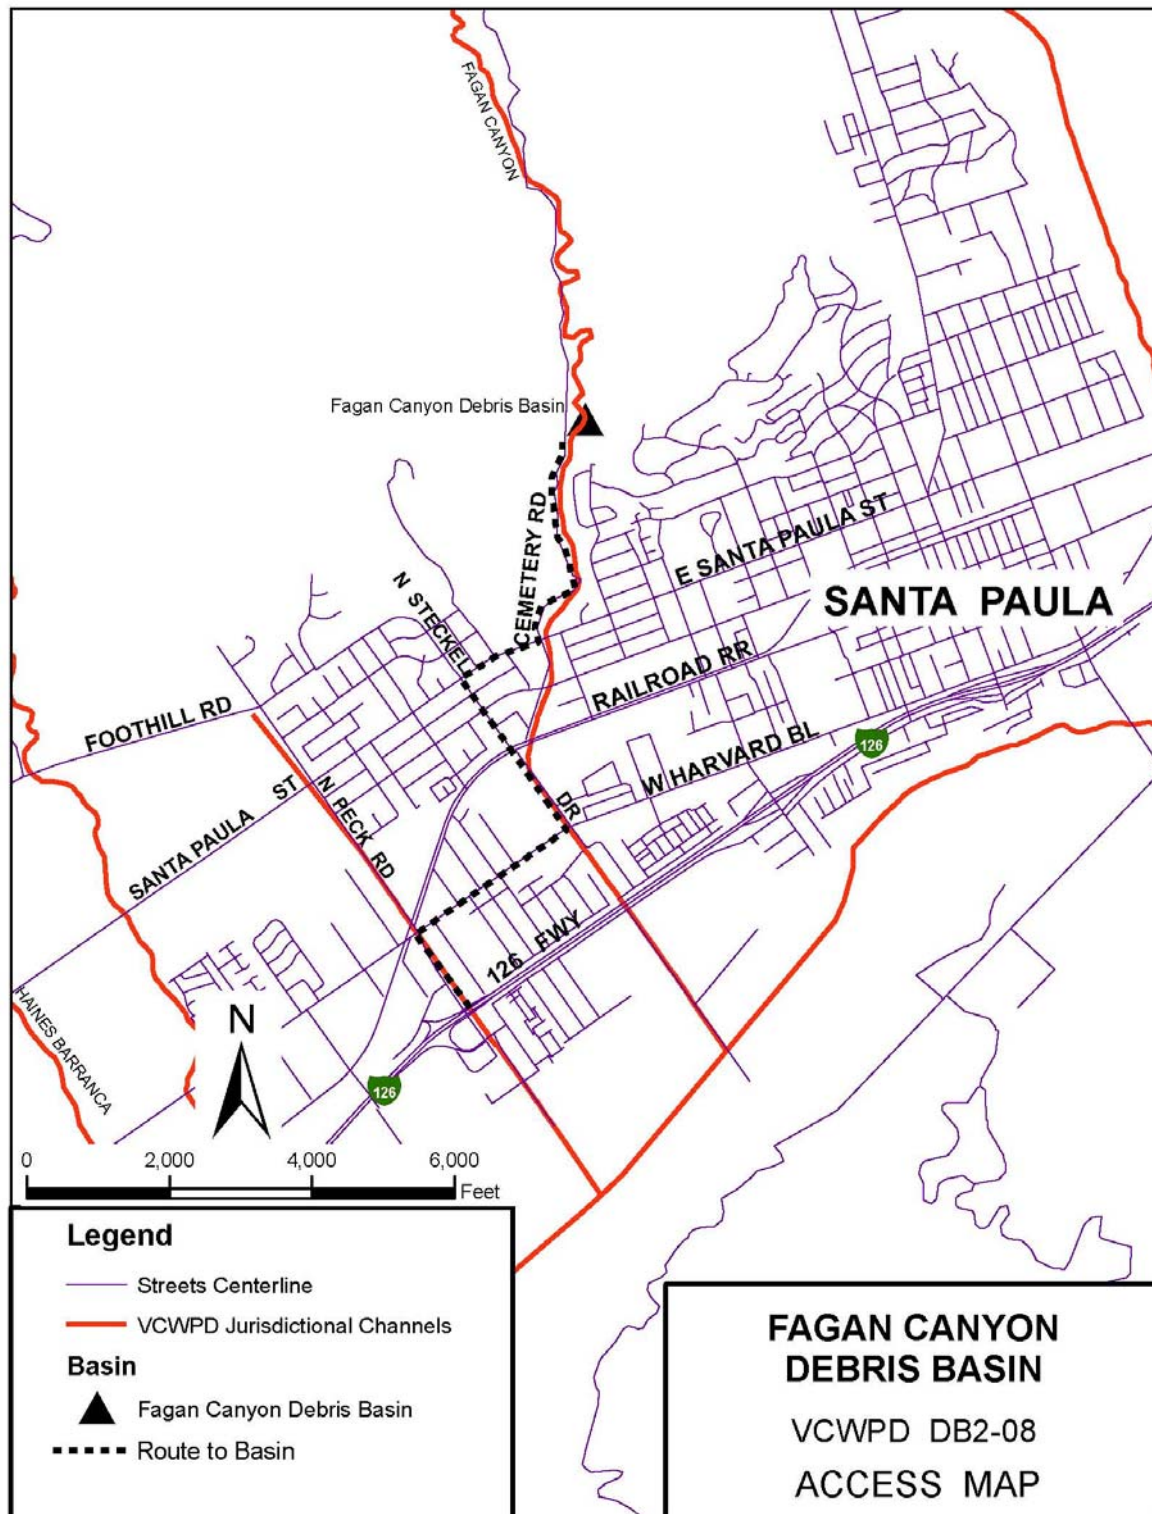 FAGAN CANYON
Fagan Canyon Debris Basin
CEMETERY RD
E SANTA PAULA ST
N STECKEL
SANTA PAULA
RAILROAD RR
FOOTHILL RD
W HARVARD BL
126
DR
N PECK RD
SANTA PAULA ST
126 FWY
HAINES BARRANCA
N
126
0 2,000 4,000 6,000
Feet
Legend
Streets Centerline
VCWPD Jurisdictional Channels
Basin
Fagan Canyon Debris Basin
Route to Basin
FAGAN CANYON
DEBRIS BASIN
VCWPD DB2-08
ACCESS MAP